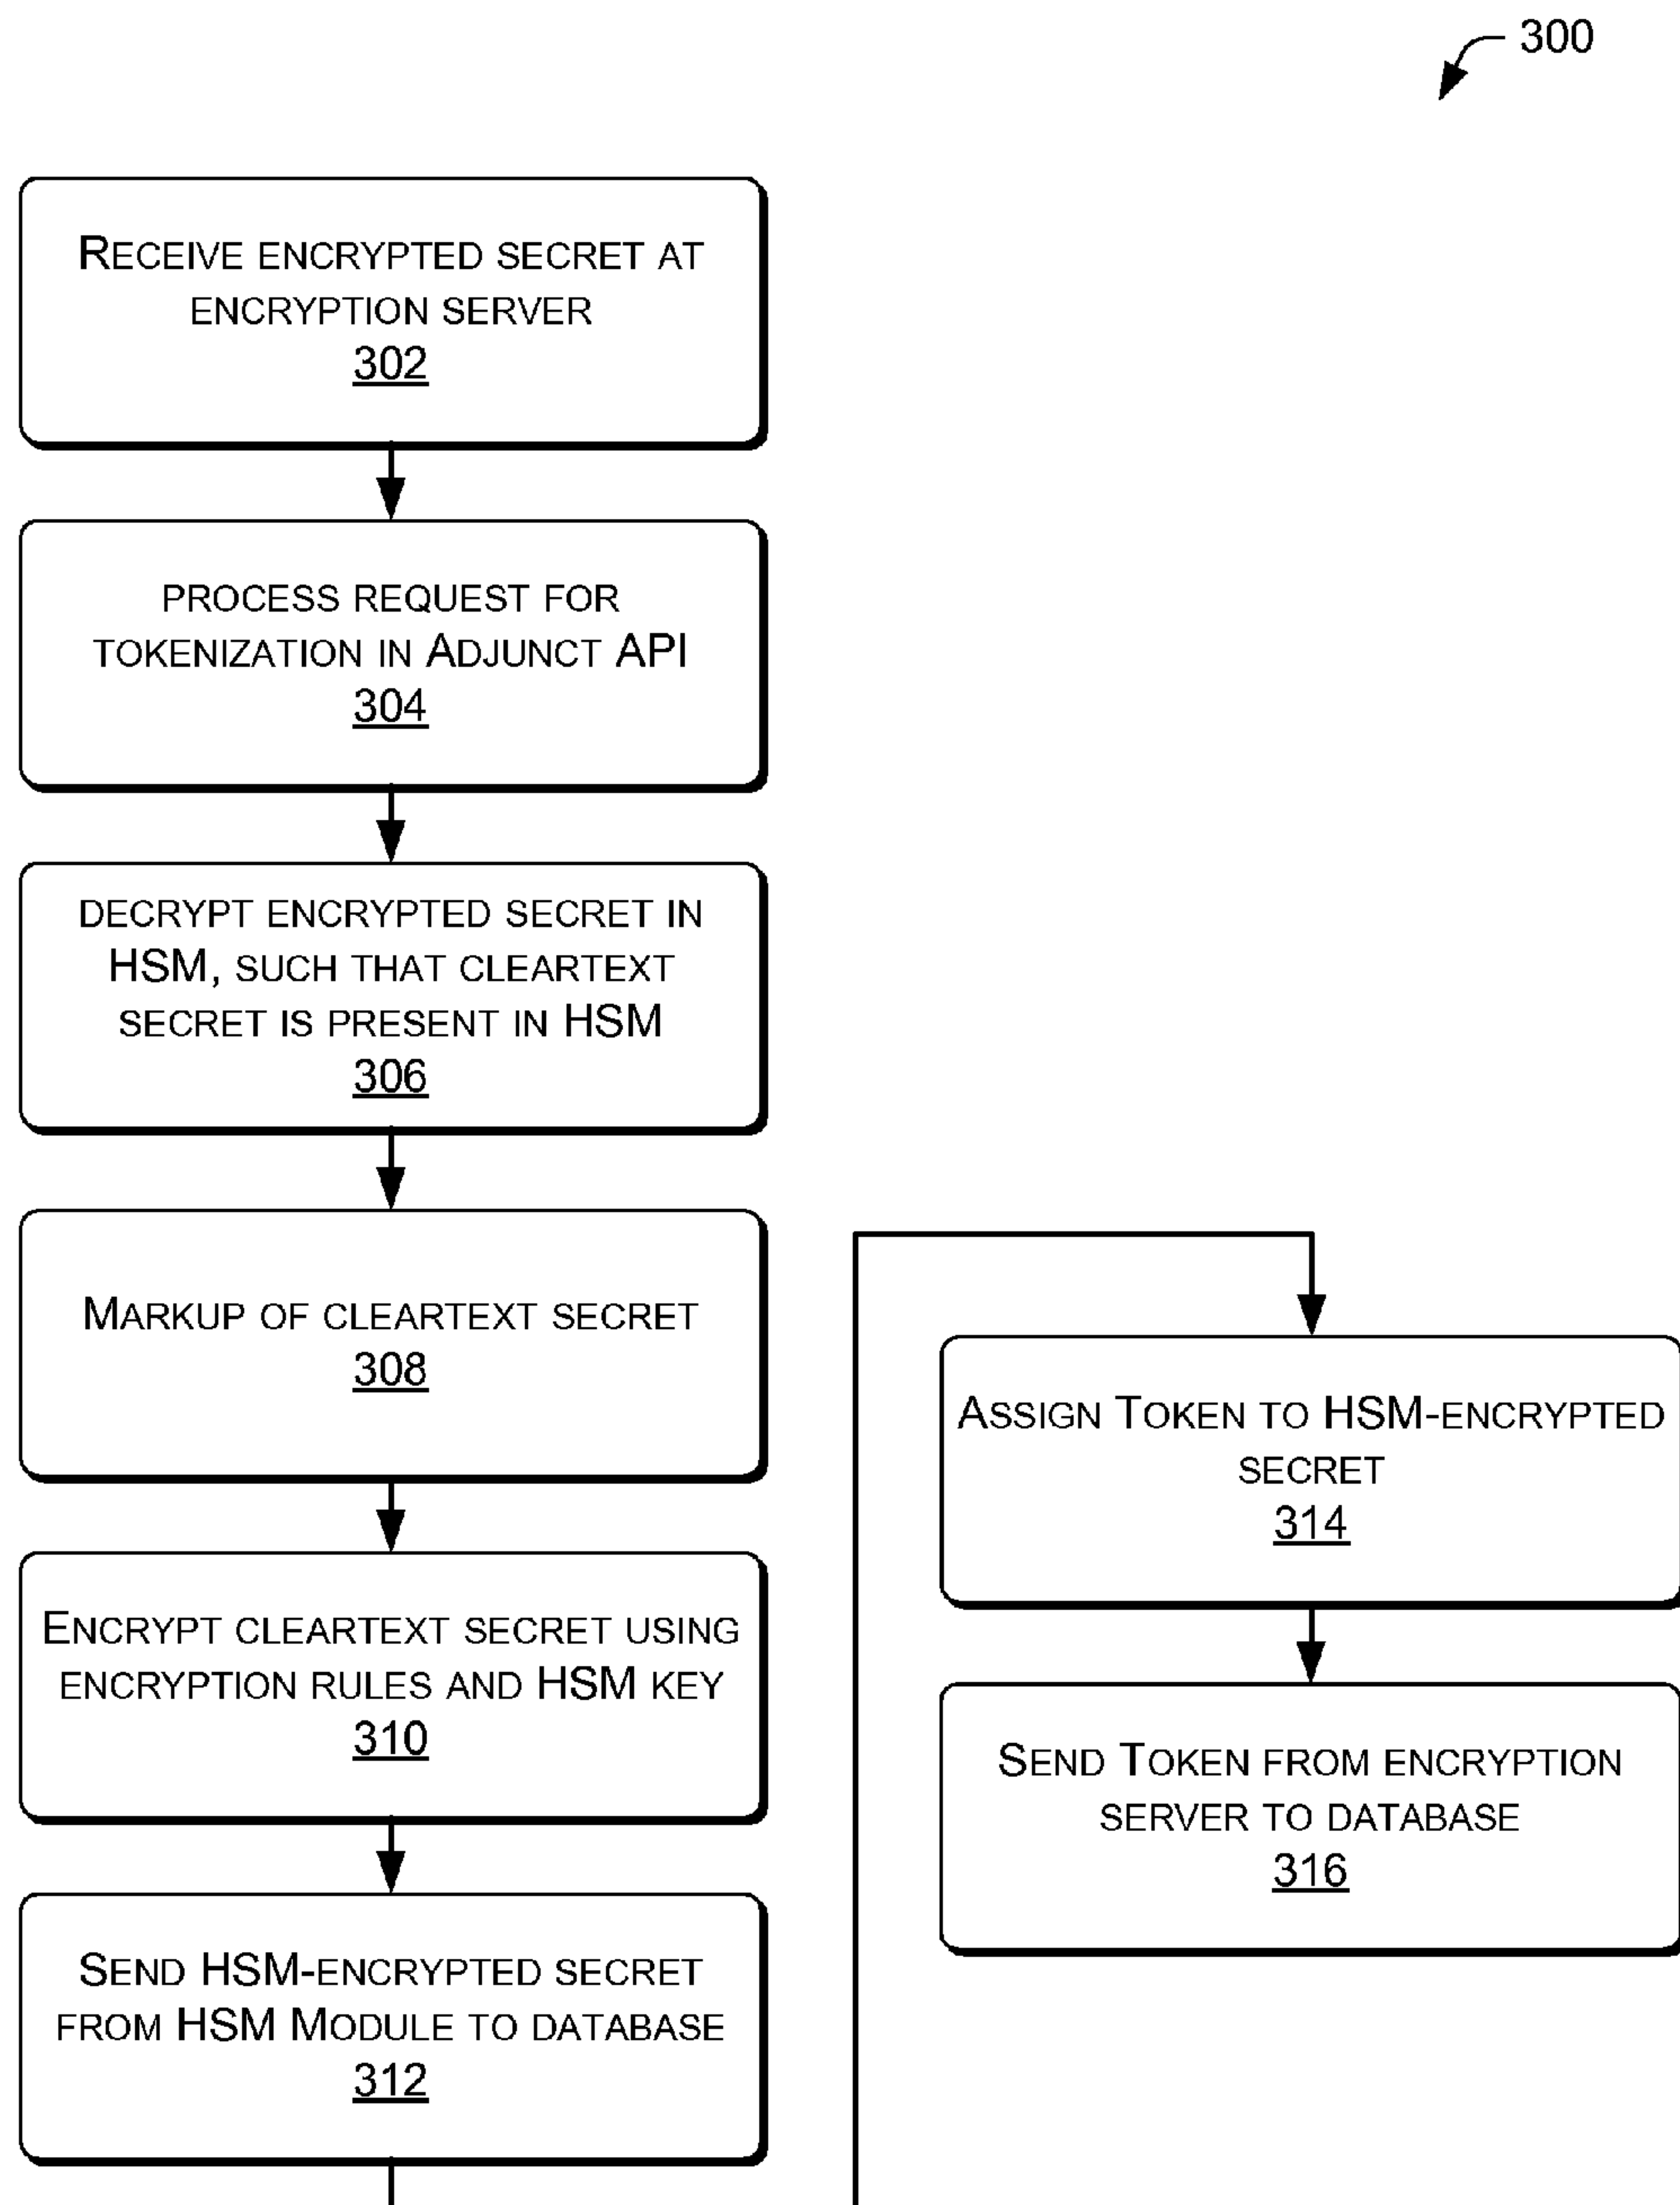 300
RECEIVE ENCRYPTED SECRET AT
ENCRYPTION SERVER
302
PROCESS REQUEST FOR
TOKENIZATION IN ADJUNCT API
304
DECRYPT ENCRYPTED SECRET IN
HSM, SUCH THAT CLEARTEXT
SECRET IS PRESENT IN HSM
306
MARKUP OF CLEARTEXT SECRET
308
ENCRYPT CLEARTEXT SECRET USING
ENCRYPTION RULES AND HSM KEY
310
SEND HSM-ENCRYPTED SECRET
FROM HSM MODULE TO DATABASE
312
ASSIGN TOKEN TO HSM-ENCRYPTED
SECRET
314
SEND TOKEN FROM ENCRYPTION
SERVER TO DATABASE
316